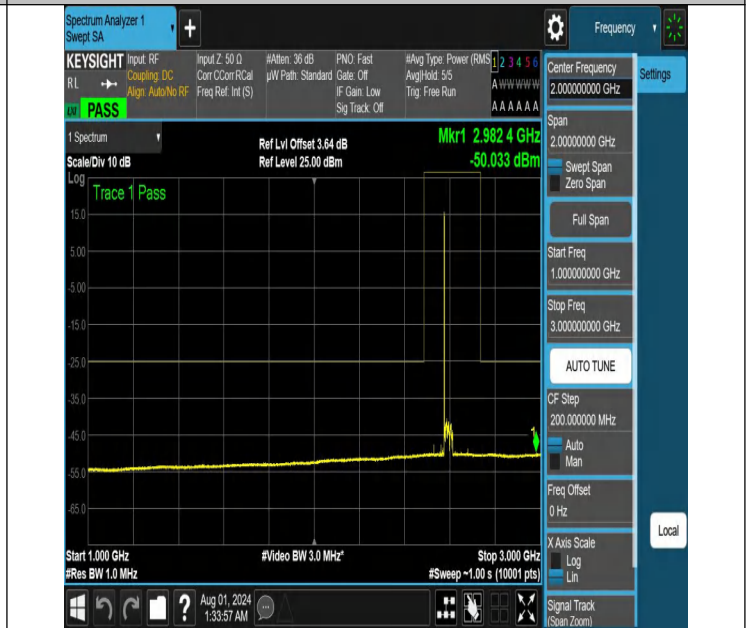 Spectrum Analyzer 1
Swept SA
+
Frequency
KEYSIGHT
RL
LXI
PASS
Input: RF
Coupling: DC
Align: Auto/No RF
Input Z: 50 Ω
Corr CCorr RCal
Freq Ref: Int (S)
#Atten: 36 dB
µW Path: Standard
PNO: Fast
Gate: Off
IF Gain: Low
Sig Track: Off
#Avg Type: Power (RMS
Avg|Hold: 5/5
Trig: Free Run
1 2 3 4 5 6
A W W W W W
A A A A A A
1 Spectrum
Scale/Div 10 dB
Ref Lvl Offset 3.64 dB
Ref Level 25.00 dBm
Mkr1 2.982 4 GHz
-50.033 dBm
Log
Trace 1 Pass
15.0
5.00
-5.00
-15.0
-25.0
-35.0
-45.0
-55.0
-65.0
1
Start 1.000 GHz
#Res BW 1.0 MHz
#Video BW 3.0 MHz*
Stop 3.000 GHz
#Sweep ~1.00 s (10001 pts)
Center Frequency
2.000000000 GHz
Span
2.00000000 GHz
Swept Span
Zero Span
Full Span
Start Freq
1.000000000 GHz
Stop Freq
3.000000000 GHz
AUTO TUNE
CF Step
200.000000 MHz
Auto
Man
Freq Offset
0 Hz
X Axis Scale
Log
Lin
Signal Track
(Span Zoom)
Settings
Local
?
Aug 01, 2024
1:33:57 AM